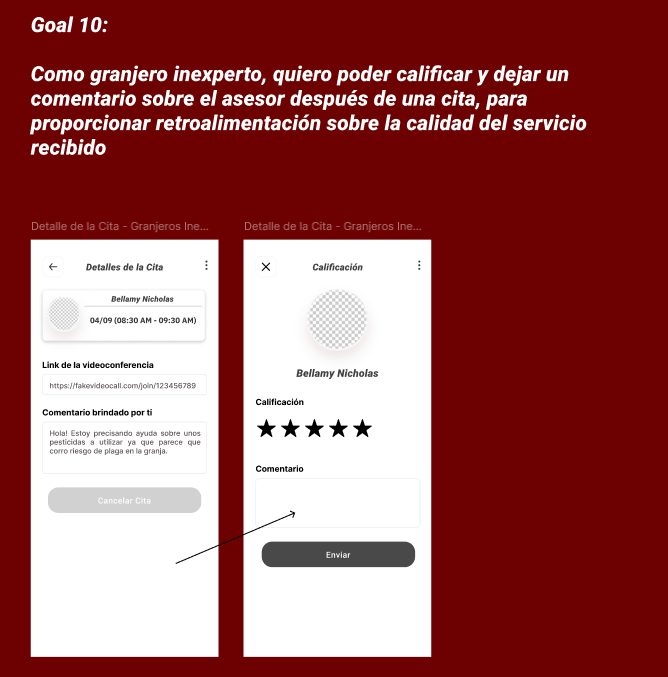 Goal 10:
Como granjero inexperto, quiero poder calificar y dejar un
comentario sobre el asesor después de una cita, para
proporcionar retroalimentación sobre la calidad del servicio
recibido
Detalle de la Cita - Granjeros Ine...
Detalles de la Cita
Bellamy Nicholas
04/09 (08:30 AM - 09:30 AM)
Link de la videoconferencia
https://fakevideocall.com/join/123456789
Comentario brindado por ti
Hola! Estoy precisando ayuda sobre unos
pesticidas a utilizar ya que parece que
corro riesgo de plaga en la granja.
Cancelar Cita
Detalle de la Cita - Granjeros Ine...
Calificación
Bellamy Nicholas
Calificación
Comentario
Enviar